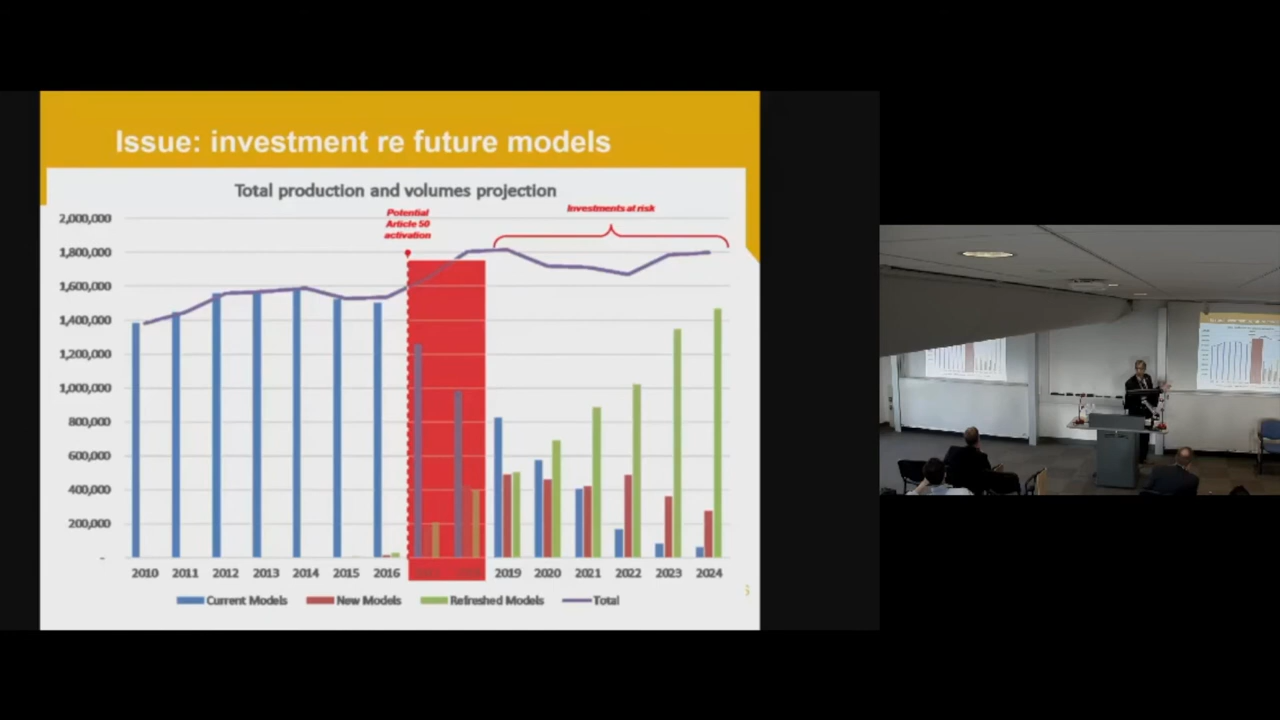 Issue: investment re future models
Total production and volumes projection
Potential
Article 50
activation
Investments at risk
2,000,000
1,800,000
1,600,000
1,400,000
1,200,000
1,000,000
800,000
600,000
400,000
200,000
-
2010 2011 2012 2013 2014 2015 2016 2019 2020 2021 2022 2023 2024
Current Models New Models Refreshed Models Total